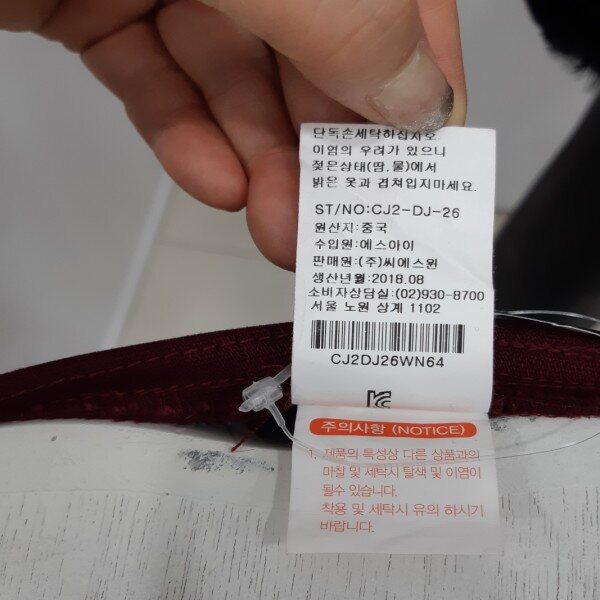 단독손세탁하십시오.
이염의 우려가 있으니
젖은상태(땀,물)에서
밝은 옷과 겹쳐입지마세요.
ST/NO:CJ2-DJ-26
원산지:중국
수입원:에스아이
판매원:(주)씨에스윈
생산년월:2018.08
소비자상담실:(02)930-8700
서울 노원 상계 1102
CJ2DJ26WN64
주의사항 (NOTICE)
1. 제품의 특성상 다른 상품과의
마찰 및 세탁시 탈색 및 이염이
될수 있습니다.
착용 및 세탁시 유의 하시기
바랍니다.